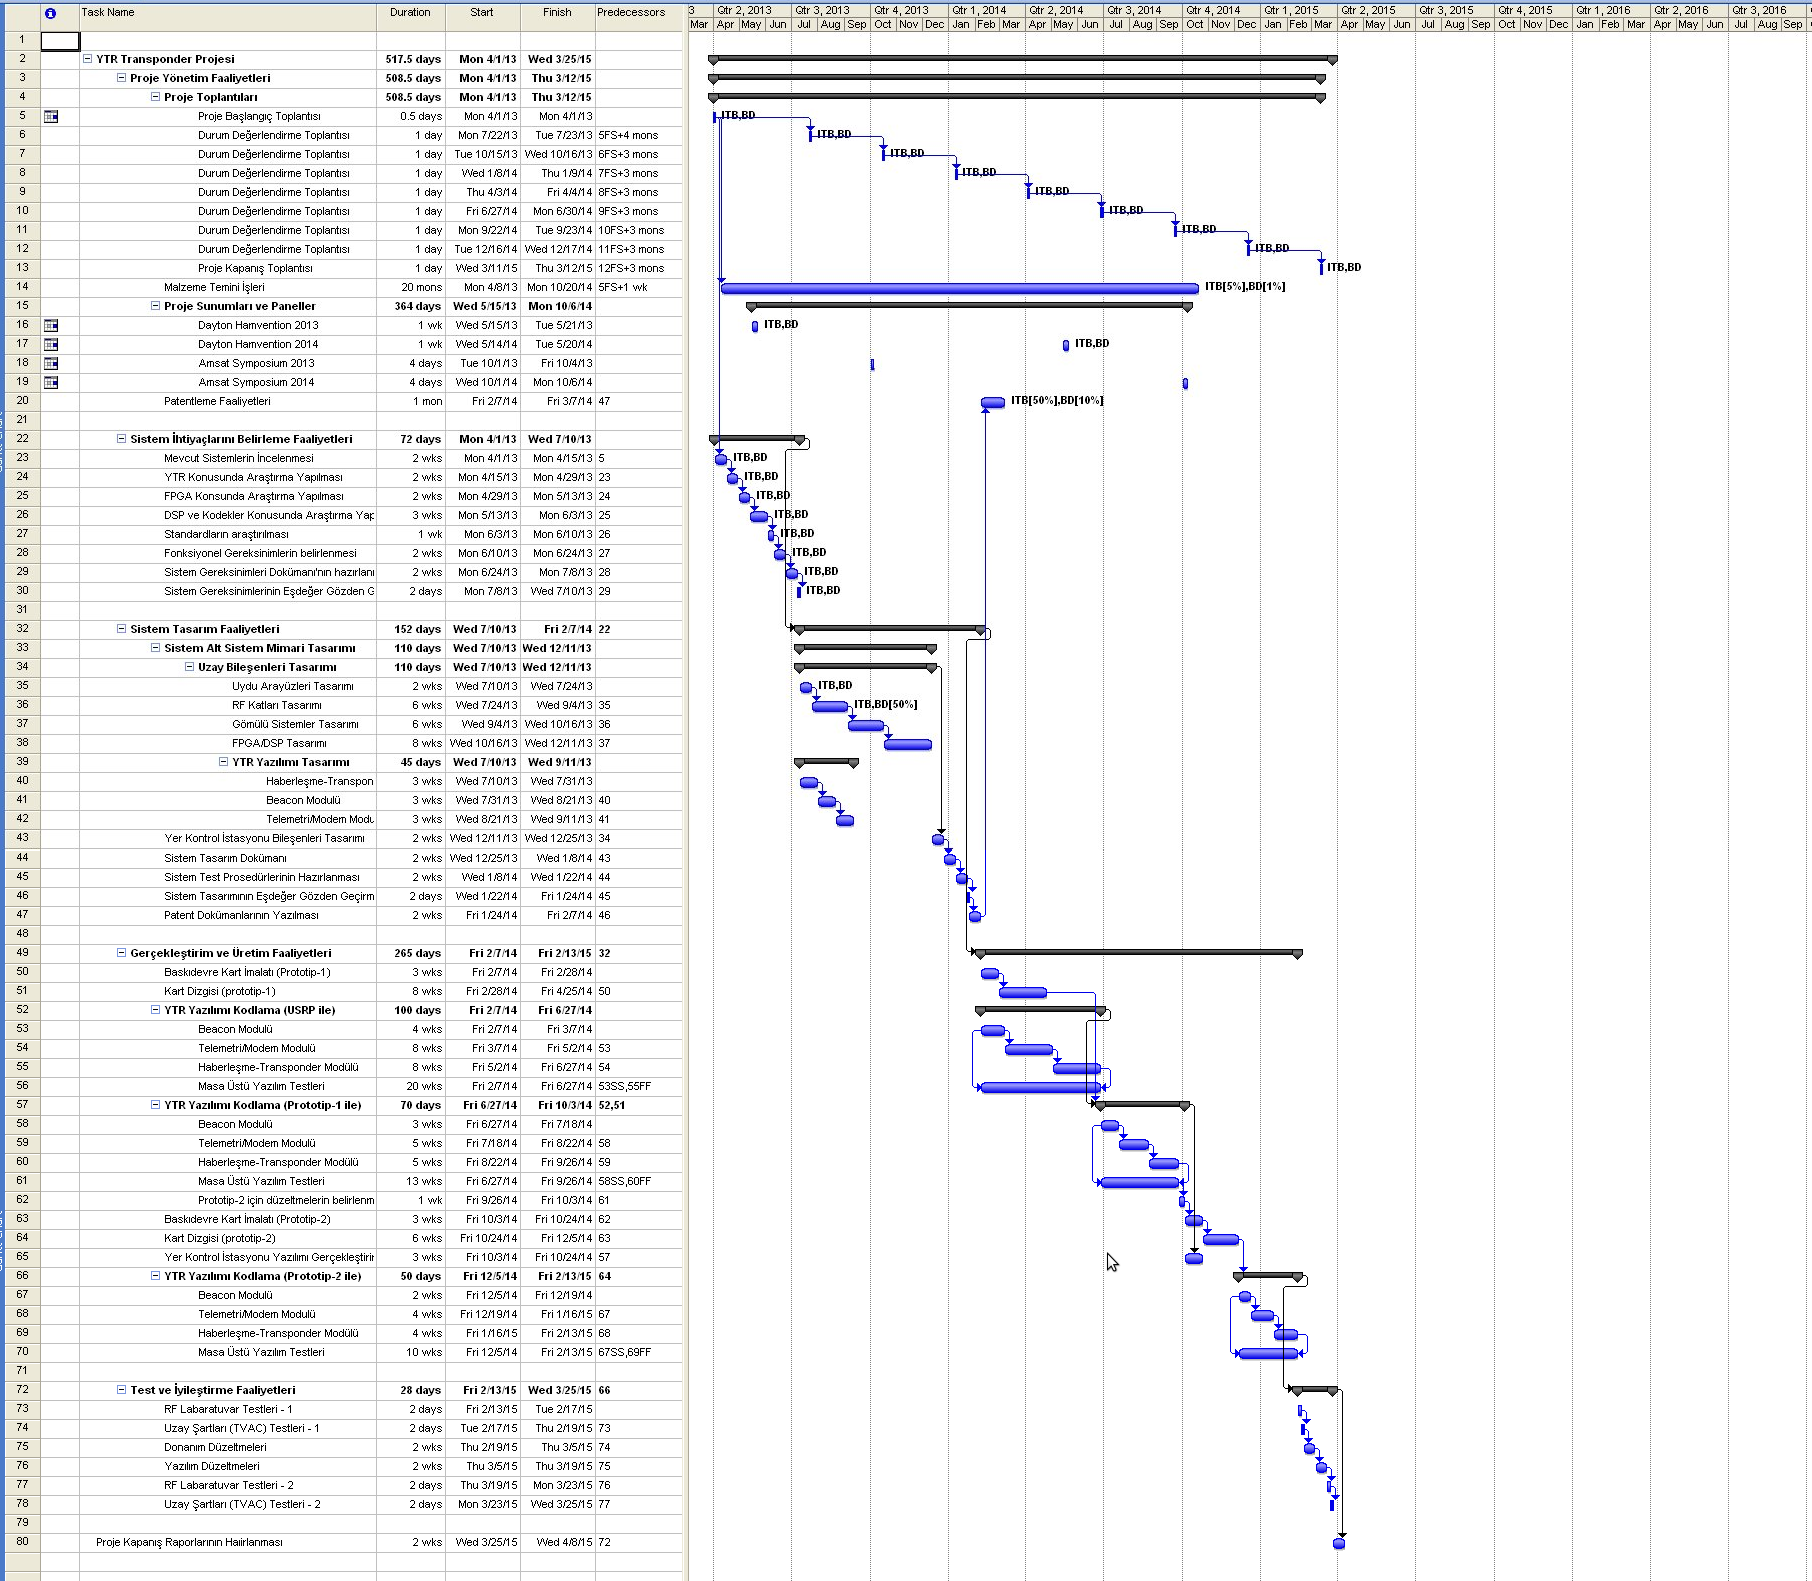 Task Name Duration Start Finish Predecessors 3 Qtr 2, 2013 Qtr 3, 2013 Qtr 4, 2013 Qtr 1, 2014 Qtr 2, 2014 Qtr 3, 2014 Qtr 4, 2014 Qtr 1, 2015 Qtr 2, 2015 Qtr 3, 2015 Qtr 4, 2015 Qtr 1, 2016 Qtr 2, 2016 Qtr 3, 2016
Mar Apr May Jun Jul Aug Sep Oct Nov Dec Jan Feb Mar Apr May Jun Jul Aug Sep Oct Nov Dec Jan Feb Mar Apr May Jun Jul Aug Sep Oct Nov Dec Jan Feb Mar Apr May Jun Jul Aug Sep
1
2 YTR Transponder Projesi 517.5 days Mon 4/1/13 Wed 3/25/15
3 Proje Yönetim Faaliyetleri 508.5 days Mon 4/1/13 Thu 3/12/15
4 Proje Toplantıları 508.5 days Mon 4/1/13 Thu 3/12/15
5 Proje Başlangıç Toplantısı 0.5 days Mon 4/1/13 Mon 4/1/13 ITB,BD
6 Durum Değerlendirme Toplantısı 1 day Mon 7/22/13 Tue 7/23/13 5FS+4 mons ITB,BD
7 Durum Değerlendirme Toplantısı 1 day Tue 10/15/13 Wed 10/16/13 6FS+3 mons ITB,BD
8 Durum Değerlendirme Toplantısı 1 day Wed 1/8/14 Thu 1/9/14 7FS+3 mons ITB,BD
9 Durum Değerlendirme Toplantısı 1 day Thu 4/3/14 Fri 4/4/14 8FS+3 mons ITB,BD
10 Durum Değerlendirme Toplantısı 1 day Fri 6/27/14 Mon 6/30/14 9FS+3 mons ITB,BD
11 Durum Değerlendirme Toplantısı 1 day Mon 9/22/14 Tue 9/23/14 10FS+3 mons ITB,BD
12 Durum Değerlendirme Toplantısı 1 day Tue 12/16/14 Wed 12/17/14 11FS+3 mons ITB,BD
13 Proje Kapanış Toplantısı 1 day Wed 3/11/15 Thu 3/12/15 12FS+3 mons ITB,BD
14 Malzeme Temini İşleri 20 mons Mon 4/8/13 Mon 10/20/14 5FS+1 wk ITB[5%],BD[1%]
15 Proje Sunumları ve Paneller 364 days Wed 5/15/13 Mon 10/6/14
16 Dayton Hamvention 2013 1 wk Wed 5/15/13 Tue 5/21/13 ITB,BD
17 Dayton Hamvention 2014 1 wk Wed 5/14/14 Tue 5/20/14 ITB,BD
18 Amsat Symposium 2013 4 days Tue 10/1/13 Fri 10/4/13
19 Amsat Symposium 2014 4 days Wed 10/1/14 Mon 10/6/14
20 Patentleme Faaliyetleri 1 mon Fri 2/7/14 Fri 3/7/14 47 ITB[50%],BD[10%]
21
22 Sistem İhtiyaçlarını Belirleme Faaliyetleri 72 days Mon 4/1/13 Wed 7/10/13
23 Mevcut Sistemlerin İncelenmesi 2 wks Mon 4/1/13 Mon 4/15/13 5 ITB,BD
24 YTR Konusunda Araştırma Yapılması 2 wks Mon 4/15/13 Mon 4/29/13 23 ITB,BD
25 FPGA Konsunda Araştırma Yapılması 2 wks Mon 4/29/13 Mon 5/13/13 24 ITB,BD
26 DSP ve Kodekler Konusunda Araştırma Yap 3 wks Mon 5/13/13 Mon 6/3/13 25 ITB,BD
27 Standardların araştırılması 1 wk Mon 6/3/13 Mon 6/10/13 26 ITB,BD
28 Fonksiyonel Gereksinimlerin belirlenmesi 2 wks Mon 6/10/13 Mon 6/24/13 27 ITB,BD
29 Sistem Gereksinimleri Dokümanı'nın hazırlanı 2 wks Mon 6/24/13 Mon 7/8/13 28 ITB,BD
30 Sistem Gereksinimlerinin Eşdeğer Gözden G 2 days Mon 7/8/13 Wed 7/10/13 29 ITB,BD
31
32 Sistem Tasarım Faaliyetleri 152 days Wed 7/10/13 Fri 2/7/14 22
33 Sistem Alt Sistem Mimari Tasarımı 110 days Wed 7/10/13 Wed 12/11/13
34 Uzay Bileşenleri Tasarımı 110 days Wed 7/10/13 Wed 12/11/13
35 Uydu Arayüzleri Tasarımı 2 wks Wed 7/10/13 Wed 7/24/13 ITB,BD
36 RF Katları Tasarımı 6 wks Wed 7/24/13 Wed 9/4/13 35 ITB,BD[50%]
37 Gömülü Sistemler Tasarımı 6 wks Wed 9/4/13 Wed 10/16/13 36
38 FPGA/DSP Tasarımı 8 wks Wed 10/16/13 Wed 12/11/13 37
39 YTR Yazılımı Tasarımı 45 days Wed 7/10/13 Wed 9/11/13
40 Haberleşme-Transpon 3 wks Wed 7/10/13 Wed 7/31/13
41 Beacon Modulü 3 wks Wed 7/31/13 Wed 8/21/13 40
42 Telemetri/Modem Modu 3 wks Wed 8/21/13 Wed 9/11/13 41
43 Yer Kontrol İstasyonu Bileşenleri Tasarımı 2 wks Wed 12/11/13 Wed 12/25/13 34
44 Sistem Tasarım Dokümanı 2 wks Wed 12/25/13 Wed 1/8/14 43
45 Sistem Test Prosedürlerinin Hazırlanması 2 wks Wed 1/8/14 Wed 1/22/14 44
46 Sistem Tasarımının Eşdeğer Gözden Geçirm 2 days Wed 1/22/14 Fri 1/24/14 45
47 Patent Dokümanlarının Yazılması 2 wks Fri 1/24/14 Fri 2/7/14 46
48
49 Gerçekleştirim ve Üretim Faaliyetleri 265 days Fri 2/7/14 Fri 2/13/15 32
50 Baskıdevre Kart İmalatı (Prototip-1) 3 wks Fri 2/7/14 Fri 2/28/14
51 Kart Dizgisi (prototip-1) 8 wks Fri 2/28/14 Fri 4/25/14 50
52 YTR Yazılımı Kodlama (USRP ile) 100 days Fri 2/7/14 Fri 6/27/14
53 Beacon Modulü 4 wks Fri 2/7/14 Fri 3/7/14
54 Telemetri/Modem Modulü 8 wks Fri 3/7/14 Fri 5/2/14 53
55 Haberleşme-Transponder Modülü 8 wks Fri 5/2/14 Fri 6/27/14 54
56 Masa Üstü Yazılım Testleri 20 wks Fri 2/7/14 Fri 6/27/14 53SS,55FF
57 YTR Yazılımı Kodlama (Prototip-1 ile) 70 days Fri 6/27/14 Fri 10/3/14 52,51
58 Beacon Modulü 3 wks Fri 6/27/14 Fri 7/18/14
59 Telemetri/Modem Modulü 5 wks Fri 7/18/14 Fri 8/22/14 58
60 Haberleşme-Transponder Modülü 5 wks Fri 8/22/14 Fri 9/26/14 59
61 Masa Üstü Yazılım Testleri 13 wks Fri 6/27/14 Fri 9/26/14 58SS,60FF
62 Prototip-2 için düzeltmelerin belirlenm 1 wk Fri 9/26/14 Fri 10/3/14 61
63 Baskıdevre Kart İmalatı (Prototip-2) 3 wks Fri 10/3/14 Fri 10/24/14 62
64 Kart Dizgisi (prototip-2) 6 wks Fri 10/24/14 Fri 12/5/14 63
65 Yer Kontrol İstasyonu Yazılımı Gerçekleştirir 3 wks Fri 10/3/14 Fri 10/24/14 57
66 YTR Yazılımı Kodlama (Prototip-2 ile) 50 days Fri 12/5/14 Fri 2/13/15 64
67 Beacon Modulü 2 wks Fri 12/5/14 Fri 12/19/14
68 Telemetri/Modem Modulü 4 wks Fri 12/19/14 Fri 1/16/15 67
69 Haberleşme-Transponder Modülü 4 wks Fri 1/16/15 Fri 2/13/15 68
70 Masa Üstü Yazılım Testleri 10 wks Fri 12/5/14 Fri 2/13/15 67SS,69FF
71
72 Test ve İyileştirme Faaliyetleri 28 days Fri 2/13/15 Wed 3/25/15 66
73 RF Labaratuvar Testleri - 1 2 days Fri 2/13/15 Tue 2/17/15
74 Uzay Şartları (TVAC) Testleri - 1 2 days Tue 2/17/15 Thu 2/19/15 73
75 Donanım Düzeltmeleri 2 wks Thu 2/19/15 Thu 3/5/15 74
76 Yazılım Düzeltmeleri 2 wks Thu 3/5/15 Thu 3/19/15 75
77 RF Labaratuvar Testleri - 2 2 days Thu 3/19/15 Mon 3/23/15 76
78 Uzay Şartları (TVAC) Testleri - 2 2 days Mon 3/23/15 Wed 3/25/15 77
79
80 Proje Kapanış Raporlarının Haıirlanması 2 wks Wed 3/25/15 Wed 4/8/15 72